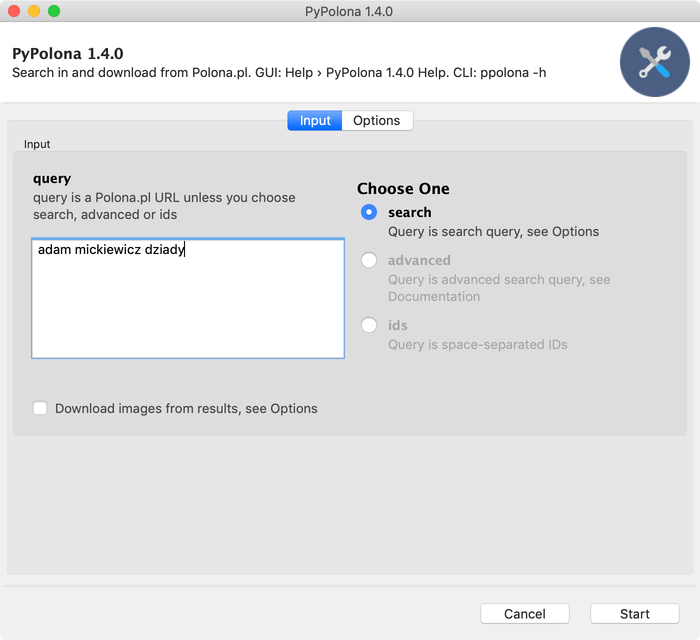 PyPolona 1.4.0
PyPolona 1.4.0
Search in and download from Polona.pl. GUI: Help › PyPolona 1.4.0 Help. CLI: ppolona -h
Input
Options
Input
query
query is a Polona.pl URL unless you choose
search, advanced or ids
adam mickiewicz dziady
Choose One
search
Query is search query, see Options
advanced
Query is advanced search query, see
Documentation
ids
Query is space-separated IDs
Download images from results, see Options
Cancel
Start